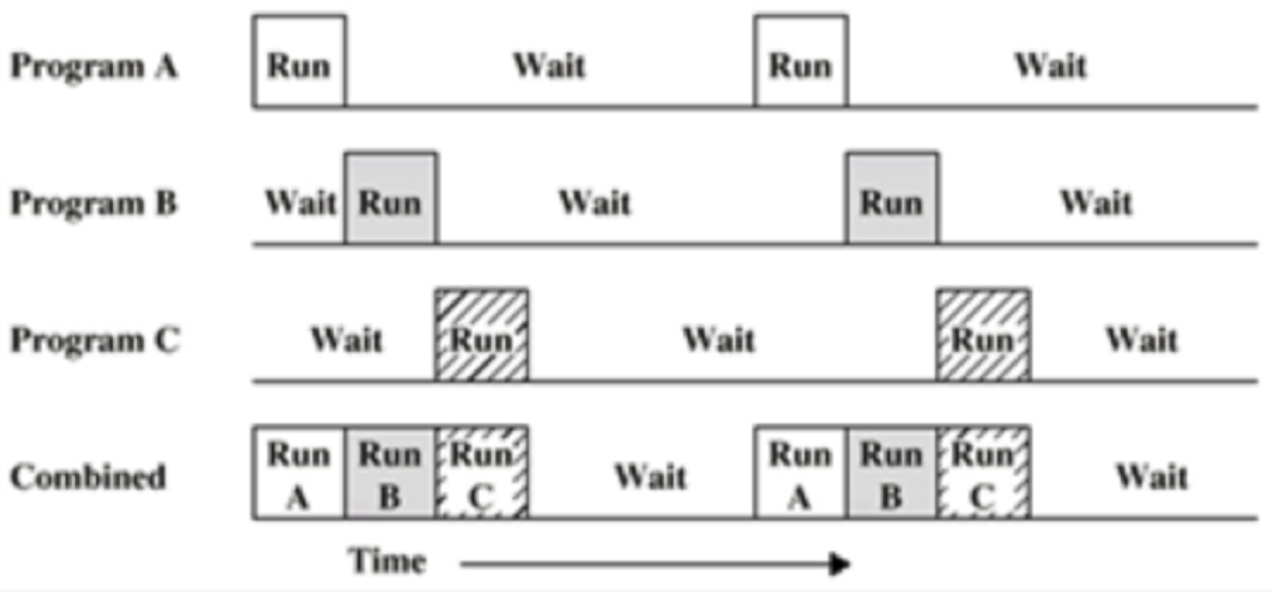 Program A Run Wait Run Wait
Program B Wait Run Wait Run Wait
Program C Wait Run Wait Run Wait
Combined Run A Run B Run C Wait Run A Run B Run C Wait
Time